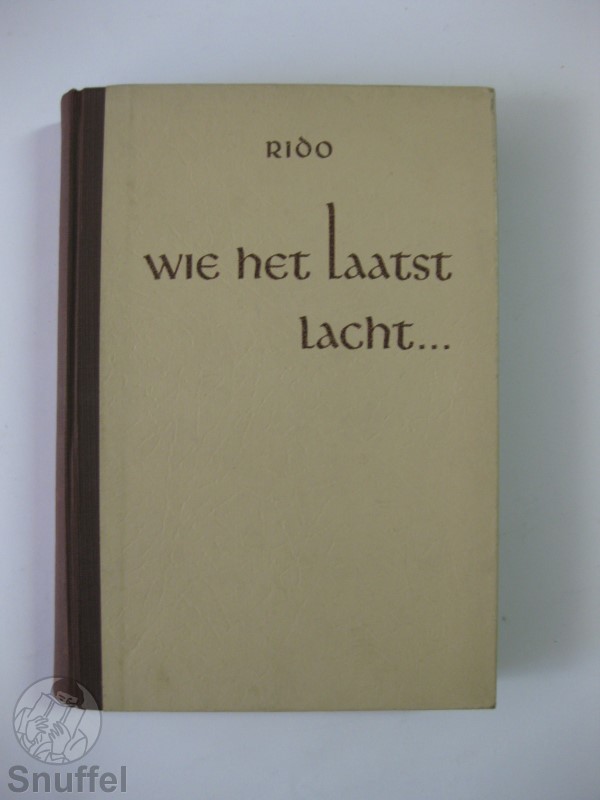 RIDO
WIE HET LAATST
LACHT...
Snuffel